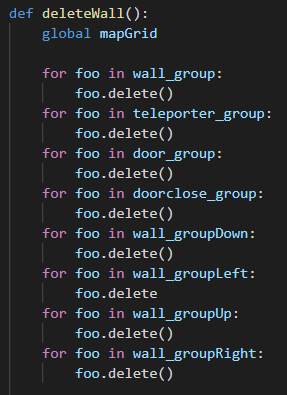 def deleteWall():
    global mapGrid

    for foo in wall_group:
        foo.delete()
    for foo in teleporter_group:
        foo.delete()
    for foo in door_group:
        foo.delete()
    for foo in doorclose_group:
        foo.delete()
    for foo in wall_groupDown:
        foo.delete()
    for foo in wall_groupLeft:
        foo.delete
    for foo in wall_groupUp:
        foo.delete()
    for foo in wall_groupRight:
        foo.delete()